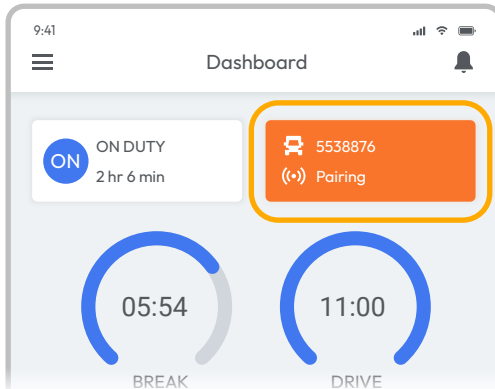 9:41
Dashboard
ON
ON DUTY
2 hr 6 min
5538876
Pairing
05:54
11:00
BREAK
DRIVE